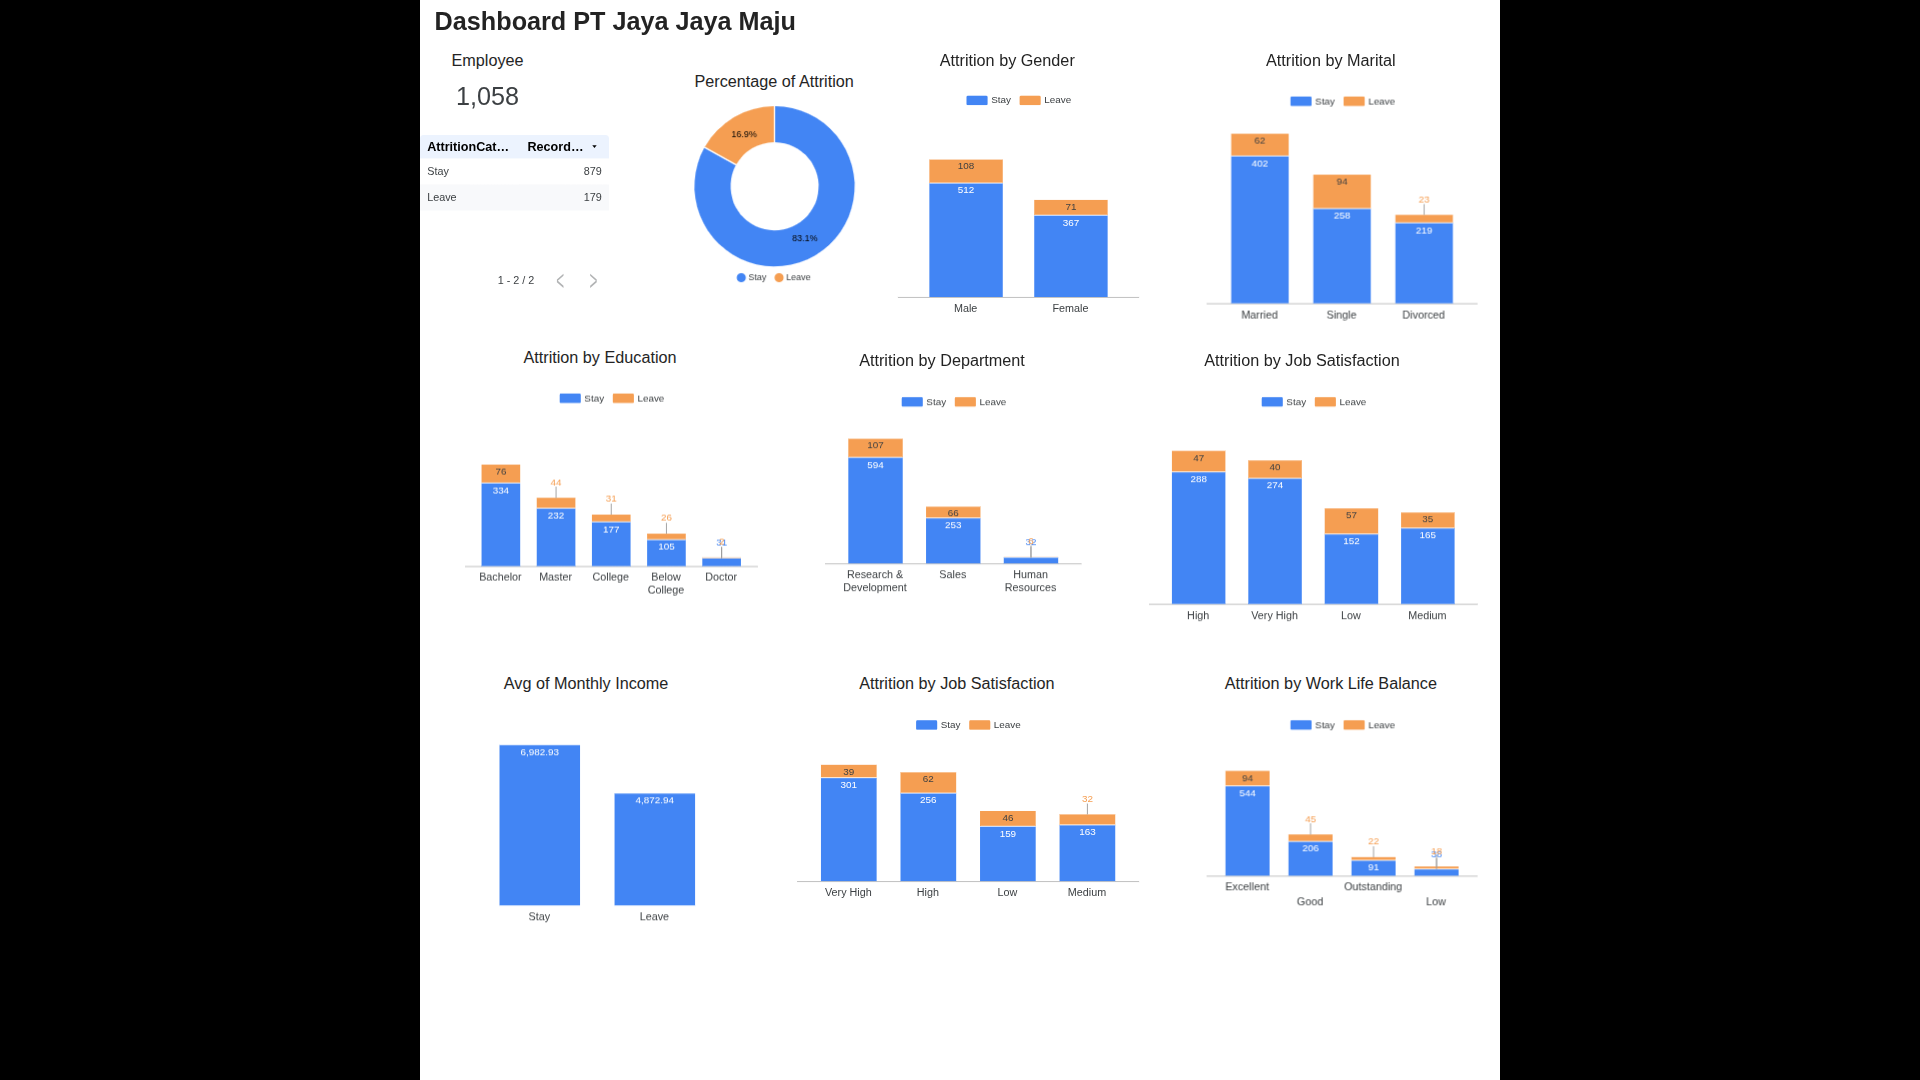 Dashboard PT Jaya Jaya Maju
Employee
1,058
AttritionCat… Record…
Stay 879
Leave 179
1 - 2 / 2
Percentage of Attrition
16.9%
83.1%
Stay Leave
Attrition by Gender
Stay Leave
108
512
71
367
Male Female
Attrition by Marital
Stay Leave
62
402
94
258
23
219
Married Single Divorced
Attrition by Education
Stay Leave
76
334
44
232
31
177
26
105
31
Bachelor Master College Below College Doctor
Attrition by Department
Stay Leave
107
594
66
253
32
Research & Development Sales Human Resources
Attrition by Job Satisfaction
Stay Leave
47
288
40
274
57
152
35
165
High Very High Low Medium
Avg of Monthly Income
6,982.93
4,872.94
Stay Leave
Attrition by Job Satisfaction
Stay Leave
39
301
62
256
46
159
32
163
Very High High Low Medium
Attrition by Work Life Balance
Stay Leave
94
544
45
206
22
91
18
38
Excellent Good Outstanding Low